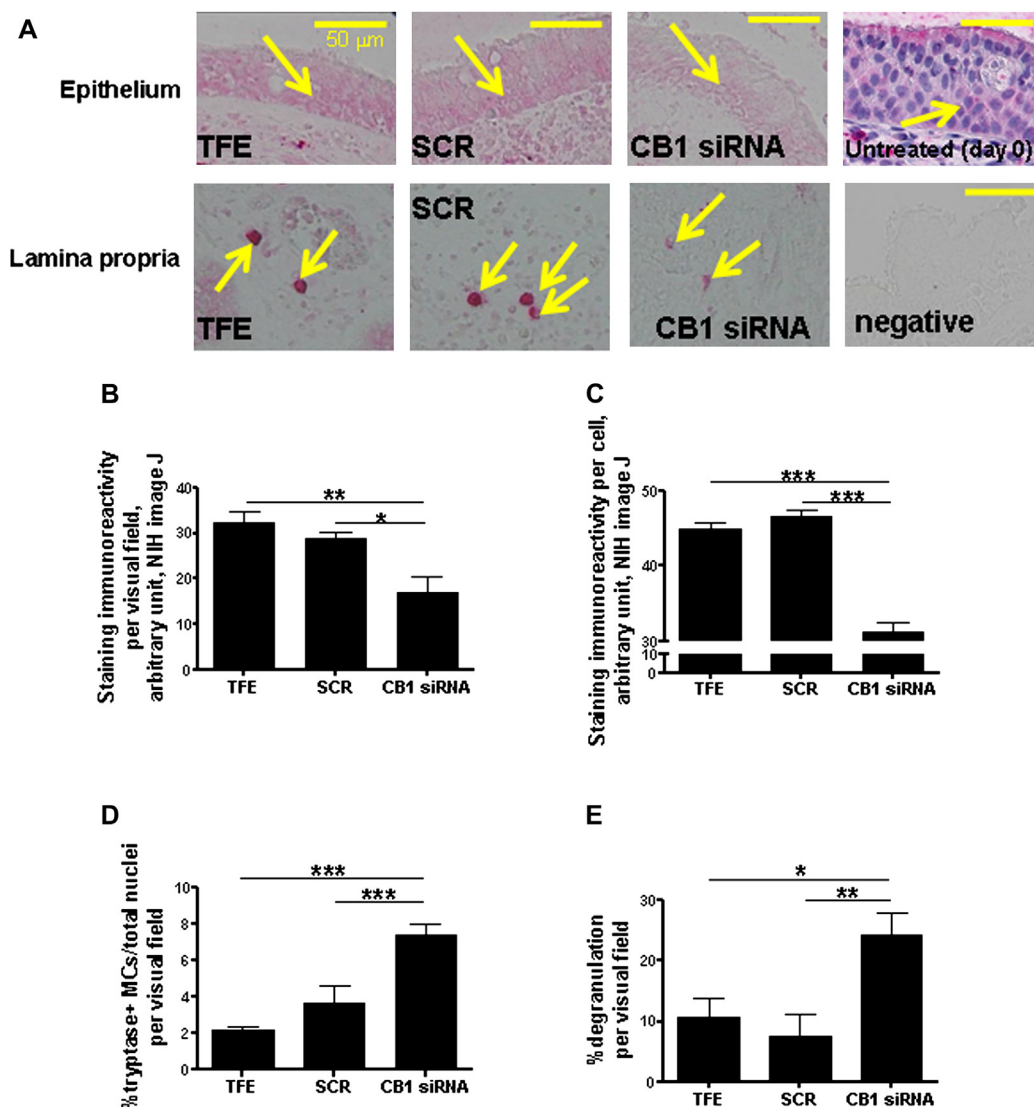 A
Epithelium
50 µm
TFE
SCR
CB1 siRNA
Untreated (day 0)
Lamina propria
TFE
SCR
CB1 siRNA
negative
B
Staining immunoreactivity
per visual field,
arbitrary unit, NIH image J
40
30
20
10
0
**
*
TFE
SCR
CB1 siRNA
C
Staining immunoreactivity per cell,
arbitrary unit, NIH image J
50
40
30
10
0
***
***
TFE
SCR
CB1 siRNA
D
%tryptase+ MCs/total nuclei
per visual field
10
8
6
4
2
0
***
***
TFE
SCR
CB1 siRNA
E
% degranulation
per visual field
30
20
10
0
*
**
TFE
SCR
CB1 siRNA